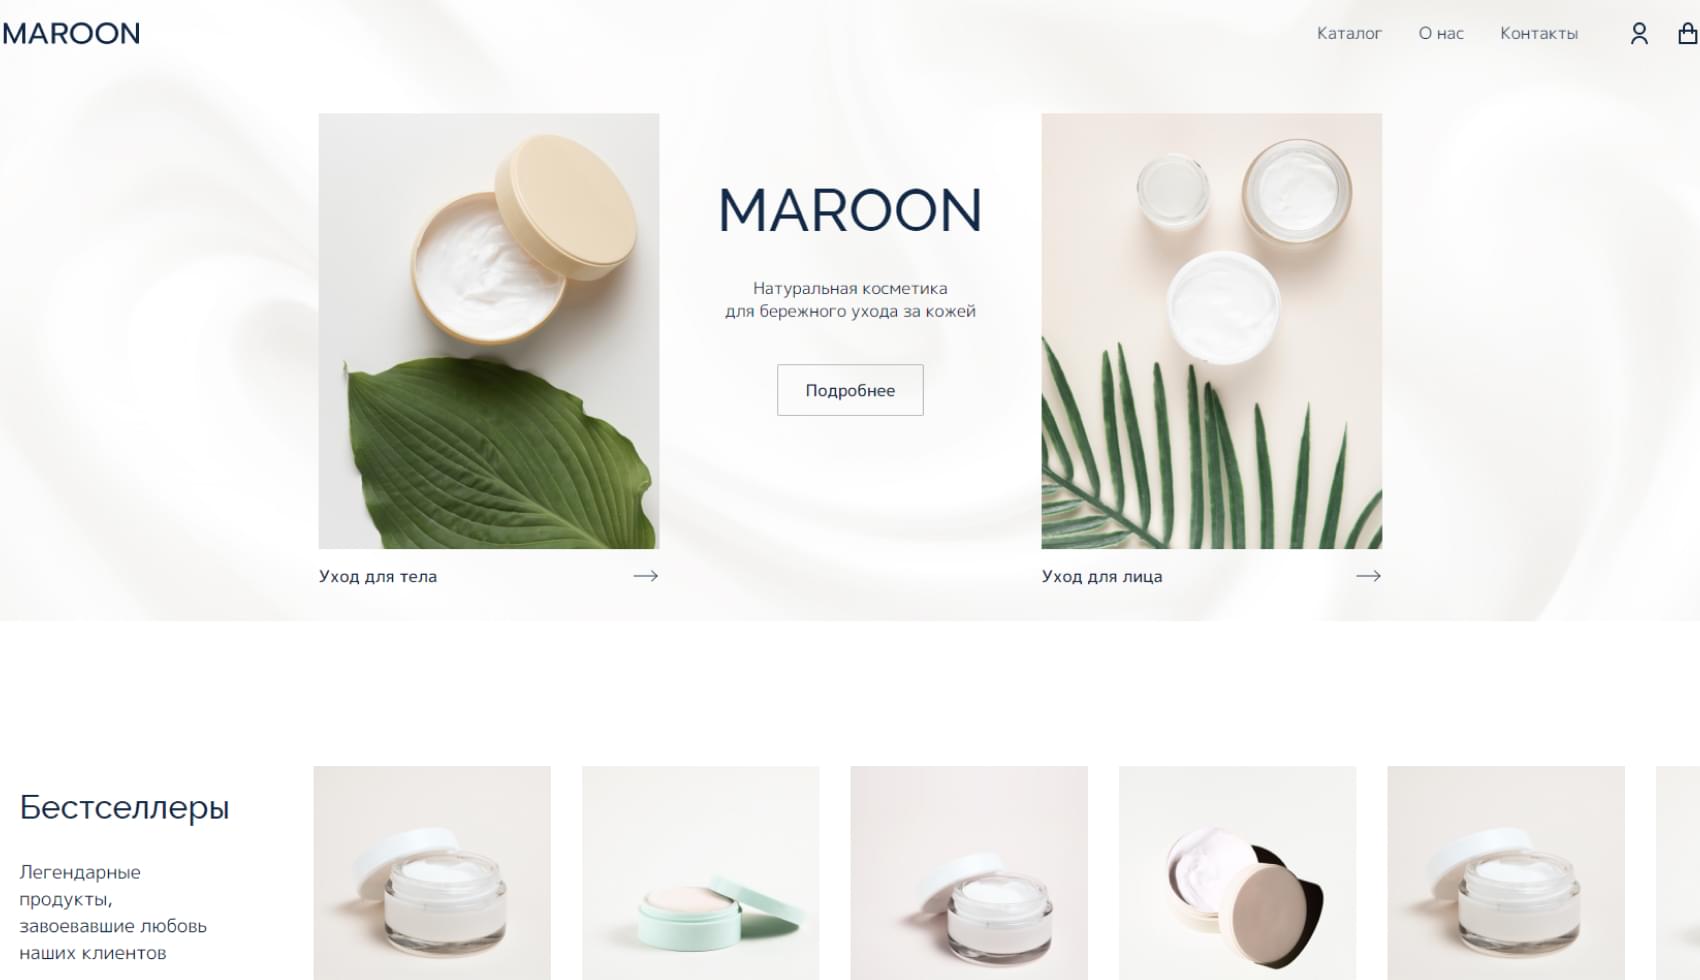 MAROON
Каталог
О нас
Контакты
MAROON
Натуральная косметика
для бережного ухода за кожей
Подробнее
Уход для тела
Уход для лица
Бестселлеры
Легендарные
продукты,
завоевавшие любовь
наших клиентов